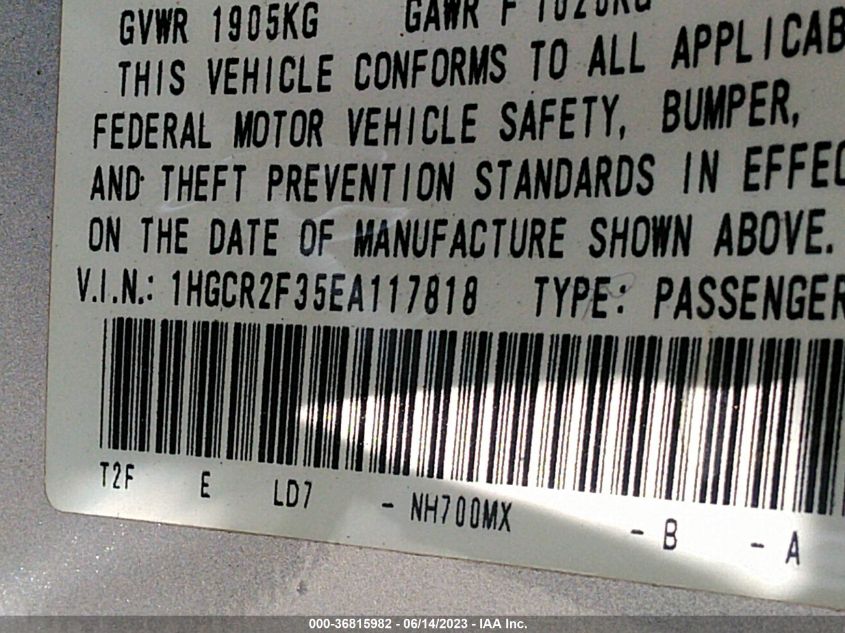 GVWR 1905KG GAWR F 1020KG
THIS VEHICLE CONFORMS TO ALL APPLICAB
FEDERAL MOTOR VEHICLE SAFETY, BUMPER,
AND THEFT PREVENTION STANDARDS IN EFFEC
ON THE DATE OF MANUFACTURE SHOWN ABOVE.
V.I.N.: 1HGCR2F35EA117818 TYPE: PASSENGER
T2F E LD7 - NH700MX - B - A
000-36815982 - 06/14/2023 - IAA Inc.